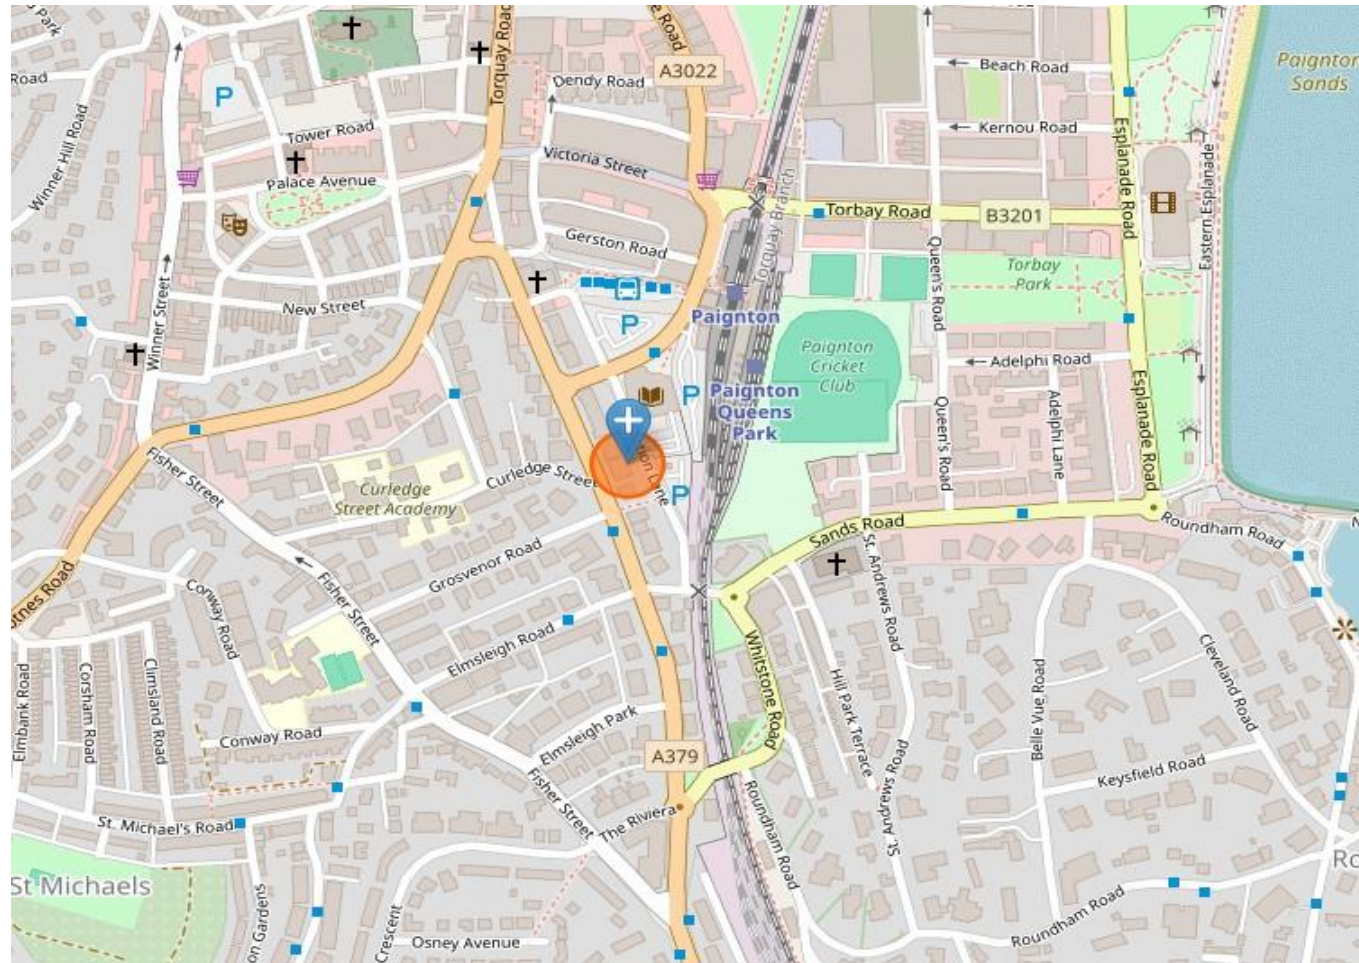 Park
Road
Torquay Road
Road
A3022
Dendy Road
Beach Road
Paignton
Sands
P
Winner Hill Road
Tower Road
Kernou Road
Esplanade Road
Victoria Street
Palace Avenue
Torquay Branch
Eastern Esplanede
Torbay Road
B3201
Gerston Road
Queen's Road
Torbay
Park
Winner Street
New Street
P
Paignton
Paignton
Cricket
Club
Adelphi Road
Paignton
Queens
Park
P
Queen's Road
Adelphi Lane
Esplanade Road
Fisher Street
Curledge Street
Curledge
Street Academy
Lane
P
Sands Road
Roundham Road
Grosvenor Road
St. Andrews Road
Fisher Street
Conway Road
Elmsleigh Road
Whitstone Road
Hill Park Terrace
Cleveland Road
Belle Vue Road
Elmbank Road
Corsham Road
Climsland Road
Conway Road
Elmsleigh Park
A379
St. Andrews Road
Keysfield Road
Fisher Street
The Riviera
Roundham Road
St. Michael's Road
St Michaels
Ro
Gardens
Crescent
Osney Avenue
Roundham Road